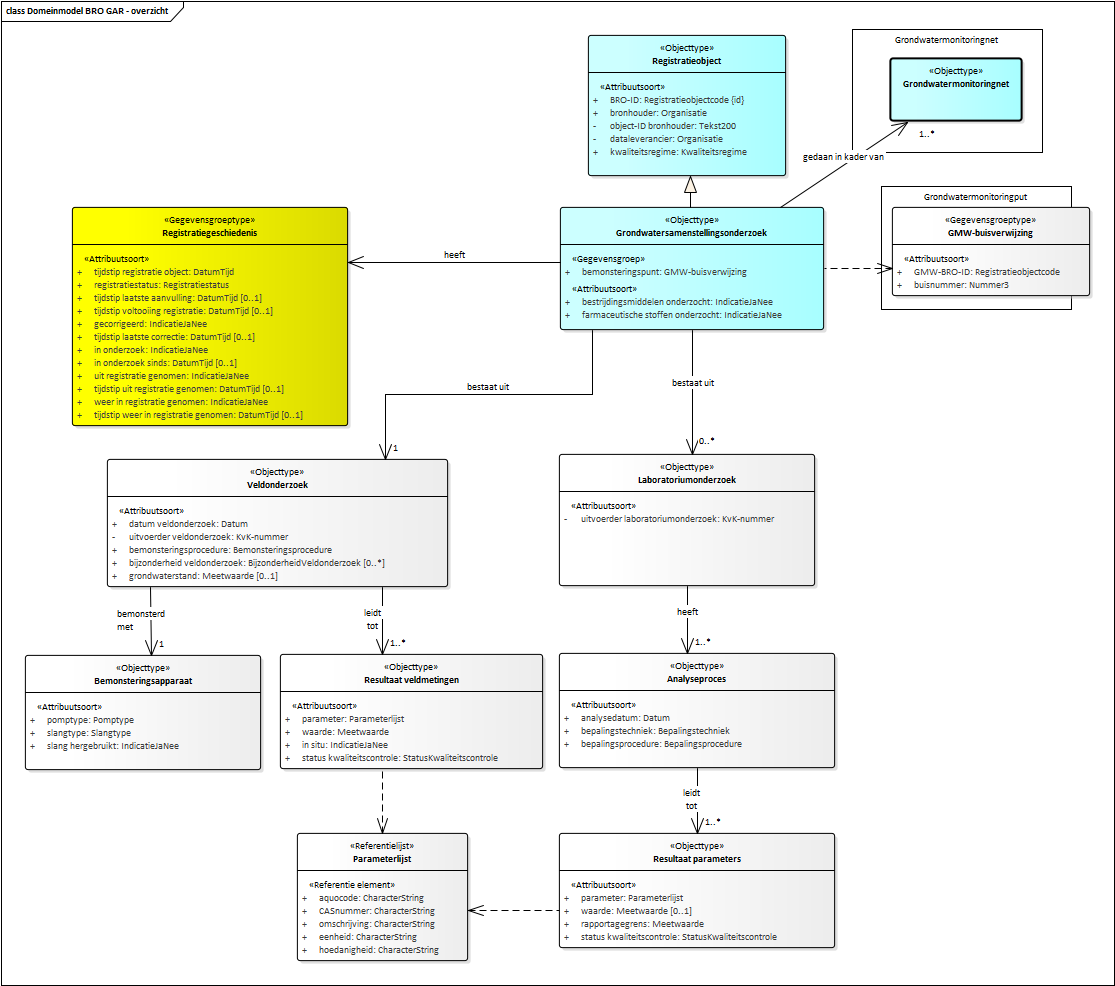 class Domeinmodel BRO GAR - overzicht
«Objecttype»
Registratieobject
«Attribuutsoort»
+ BRO-ID: Registratieobjectcode {id}
+ bronhouder: Organisatie
- object-ID bronhouder: Tekst200
- dataleverancier: Organisatie
+ kwaliteitsregime: Kwaliteitsregime
Grondwatermonitoringnet
«Objecttype»
Grondwatermonitoringnet
1..*
gedaan in kader van
«Gegevensgroeptype»
Registratiegeschiedenis
«Attribuutsoort»
+ tijdstip registratie object: DatumTijd
+ registratiestatus: Registratiestatus
+ tijdstip laatste aanvulling: DatumTijd [0..1]
+ tijdstip voltooiing registratie: DatumTijd [0..1]
+ gecorrigeerd: IndicatieJaNee
+ tijdstip laatste correctie: DatumTijd [0..1]
+ in onderzoek: IndicatieJaNee
+ in onderzoek sinds: DatumTijd [0..1]
+ uit registratie genomen: IndicatieJaNee
+ tijdstip uit registratie genomen: DatumTijd [0..1]
+ weer in registratie genomen: IndicatieJaNee
+ tijdstip weer in registratie genomen: DatumTijd [0..1]
heeft
«Objecttype»
Grondwatersamenstellingsonderzoek
«Gegevensgroep»
+ bemonsteringspunt: GMW-buisverwijzing
«Attribuutsoort»
+ bestrijdingsmiddelen onderzocht: IndicatieJaNee
+ farmaceutische stoffen onderzocht: IndicatieJaNee
Grondwatermonitoringput
«Gegevensgroeptype»
GMW-buisverwijzing
«Attribuutsoort»
+ GMW-BRO-ID: Registratieobjectcode
+ buisnummer: Nummer3
bestaat uit
1
bestaat uit
0..*
«Objecttype»
Veldonderzoek
«Attribuutsoort»
+ datum veldonderzoek: Datum
- uitvoerder veldonderzoek: KvK-nummer
+ bemonsteringsprocedure: Bemonsteringsprocedure
+ bijzonderheid veldonderzoek: BijzonderheidVeldonderzoek [0..*]
+ grondwaterstand: Meetwaarde [0..1]
«Objecttype»
Laboratoriumonderzoek
«Attribuutsoort»
- uitvoerder laboratoriumonderzoek: KvK-nummer
bemonsterd
met
1
leidt
tot
1..*
heeft
1..*
«Objecttype»
Bemonsteringsapparaat
«Attribuutsoort»
+ pomptype: Pomptype
+ slangtype: Slangtype
+ slang hergebruikt: IndicatieJaNee
«Objecttype»
Resultaat veldmetingen
«Attribuutsoort»
+ parameter: Parameterlijst
+ waarde: Meetwaarde
+ in situ: IndicatieJaNee
+ status kwaliteitscontrole: StatusKwaliteitscontrole
«Objecttype»
Analyseproces
«Attribuutsoort»
+ analysedatum: Datum
+ bepalingstechniek: Bepalingstechniek
+ bepalingsprocedure: Bepalingsprocedure
leidt
tot
1..*
«Referentielijst»
Parameterlijst
«Referentie element»
+ aquocode: CharacterString
+ CASnummer: CharacterString
+ omschrijving: CharacterString
+ eenheid: CharacterString
+ hoedanigheid: CharacterString
«Objecttype»
Resultaat parameters
«Attribuutsoort»
+ parameter: Parameterlijst
+ waarde: Meetwaarde [0..1]
+ rapportagegrens: Meetwaarde
+ status kwaliteitscontrole: StatusKwaliteitscontrole